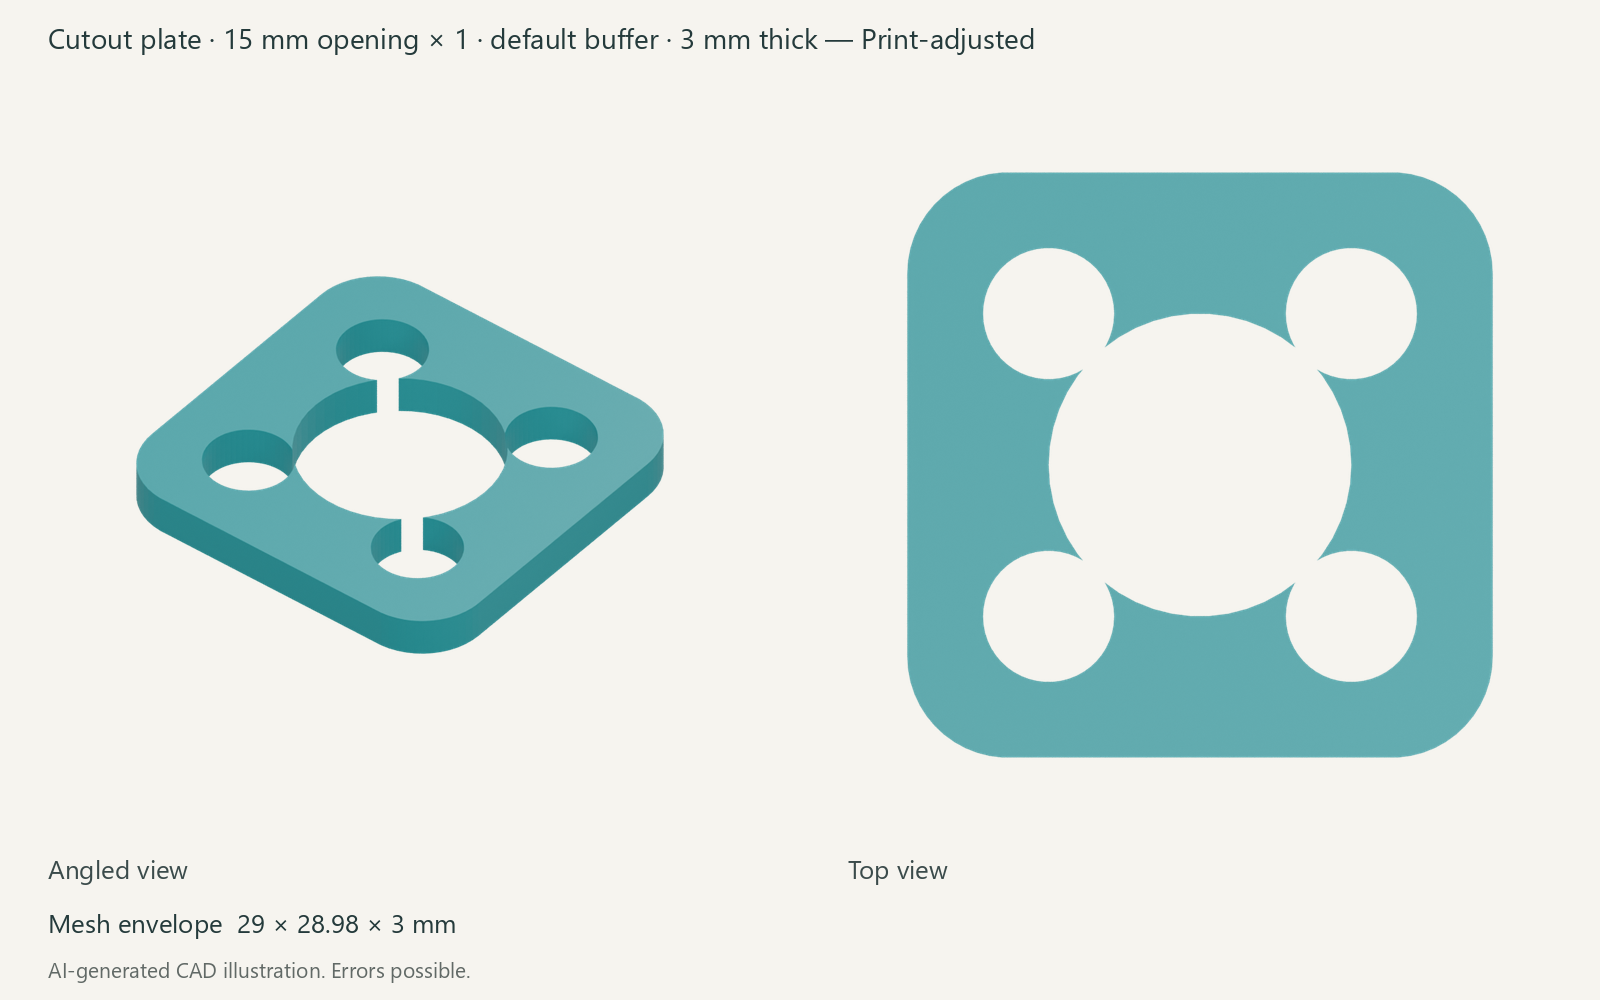 Cutout plate · 15 mm opening × 1 · default buffer · 3 mm thick — Print-adjusted
Angled view
Top view
Mesh envelope 29 × 28.98 × 3 mm
AI-generated CAD illustration. Errors possible.